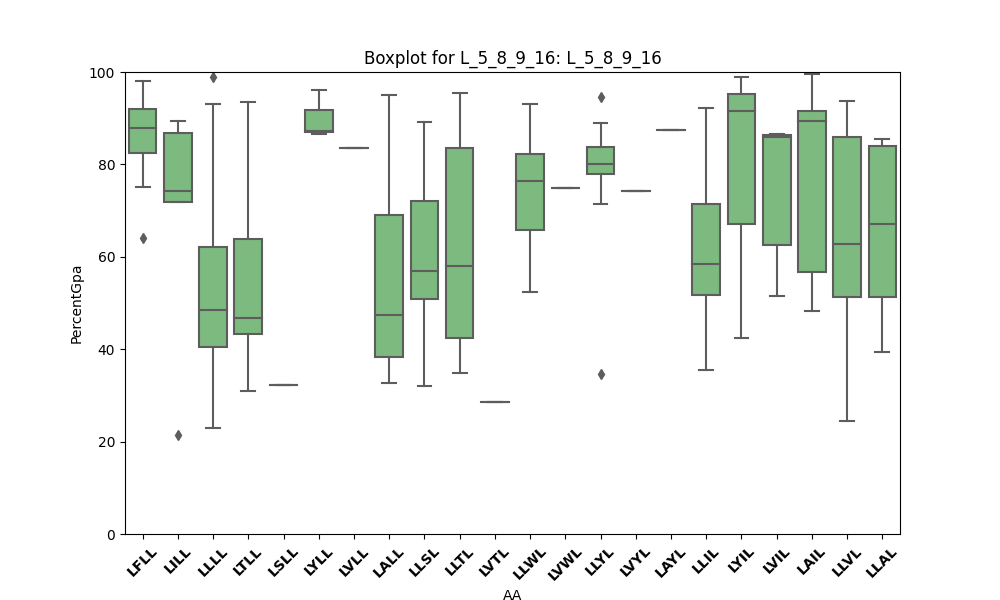 Boxplot for L_5_8_9_16: L_5_8_9_16
PercentGpa
100
80
60
40
20
0
LFLL LILL LLLL LTLL LSLL LYLL LVLL LALL LLSL LLTL LVTL LLWL LVWL LLYL LVYL LAYL LLIL LYIL LVIL LAIL LLVL LLAL
AA